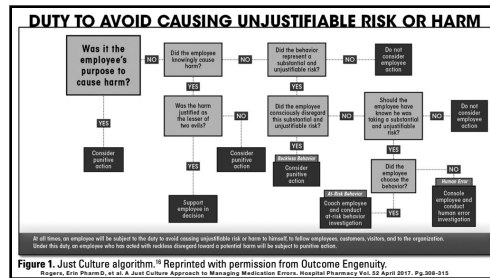 DUTY TO AVOID CAUSING UNJUSTIFIABLE RISK OR HARM
Was it the
employee's
purpose to
cause harm?
NO
Did the employee
knowingly cause
harm?
NO
Did the behavior
represent a
substantial and
unjustifiable risk?
NO
Do not
consider
employee
action
YES
YES
YES
Was the harm
justified as
the lesser of
two evils?
NO
Did the employee
consciously disregard
this substantial and
unjustifiable risk?
NO
Should the
employee have
known he was
taking a substantial
and unjustifiable
risk?
NO
Do not
consider
employee
action
Consider
punitive
action
YES
Consider
punitive
action
YES
Reckless Behavior
Consider
punitive
action
YES
Did the
employee
choose the
behavior?
NO
Support
employee in
decision
At-Risk Behavior
Coach employee
and conduct
at-risk behavior
investigation
YES
Human Error
Console
employee and
conduct
human error
investigation
At all times, an employee will be subject to the duty to avoid causing unjustifiable risk or harm to himself, to fellow employees, customers, visitors, and to the organization.
Under this duty, an employee who has acted with reckless disregard toward a potential harm will be subject to punitive action.
Figure 1. Just Culture algorithm.16 Reprinted with permission from Outcome Engenuity.
Rogers, Erin PharmD, et al. A Just Culture Approach to Managing Medication Errors. Hospital Pharmacy Vol. 52 April 2017. Pg.308-315